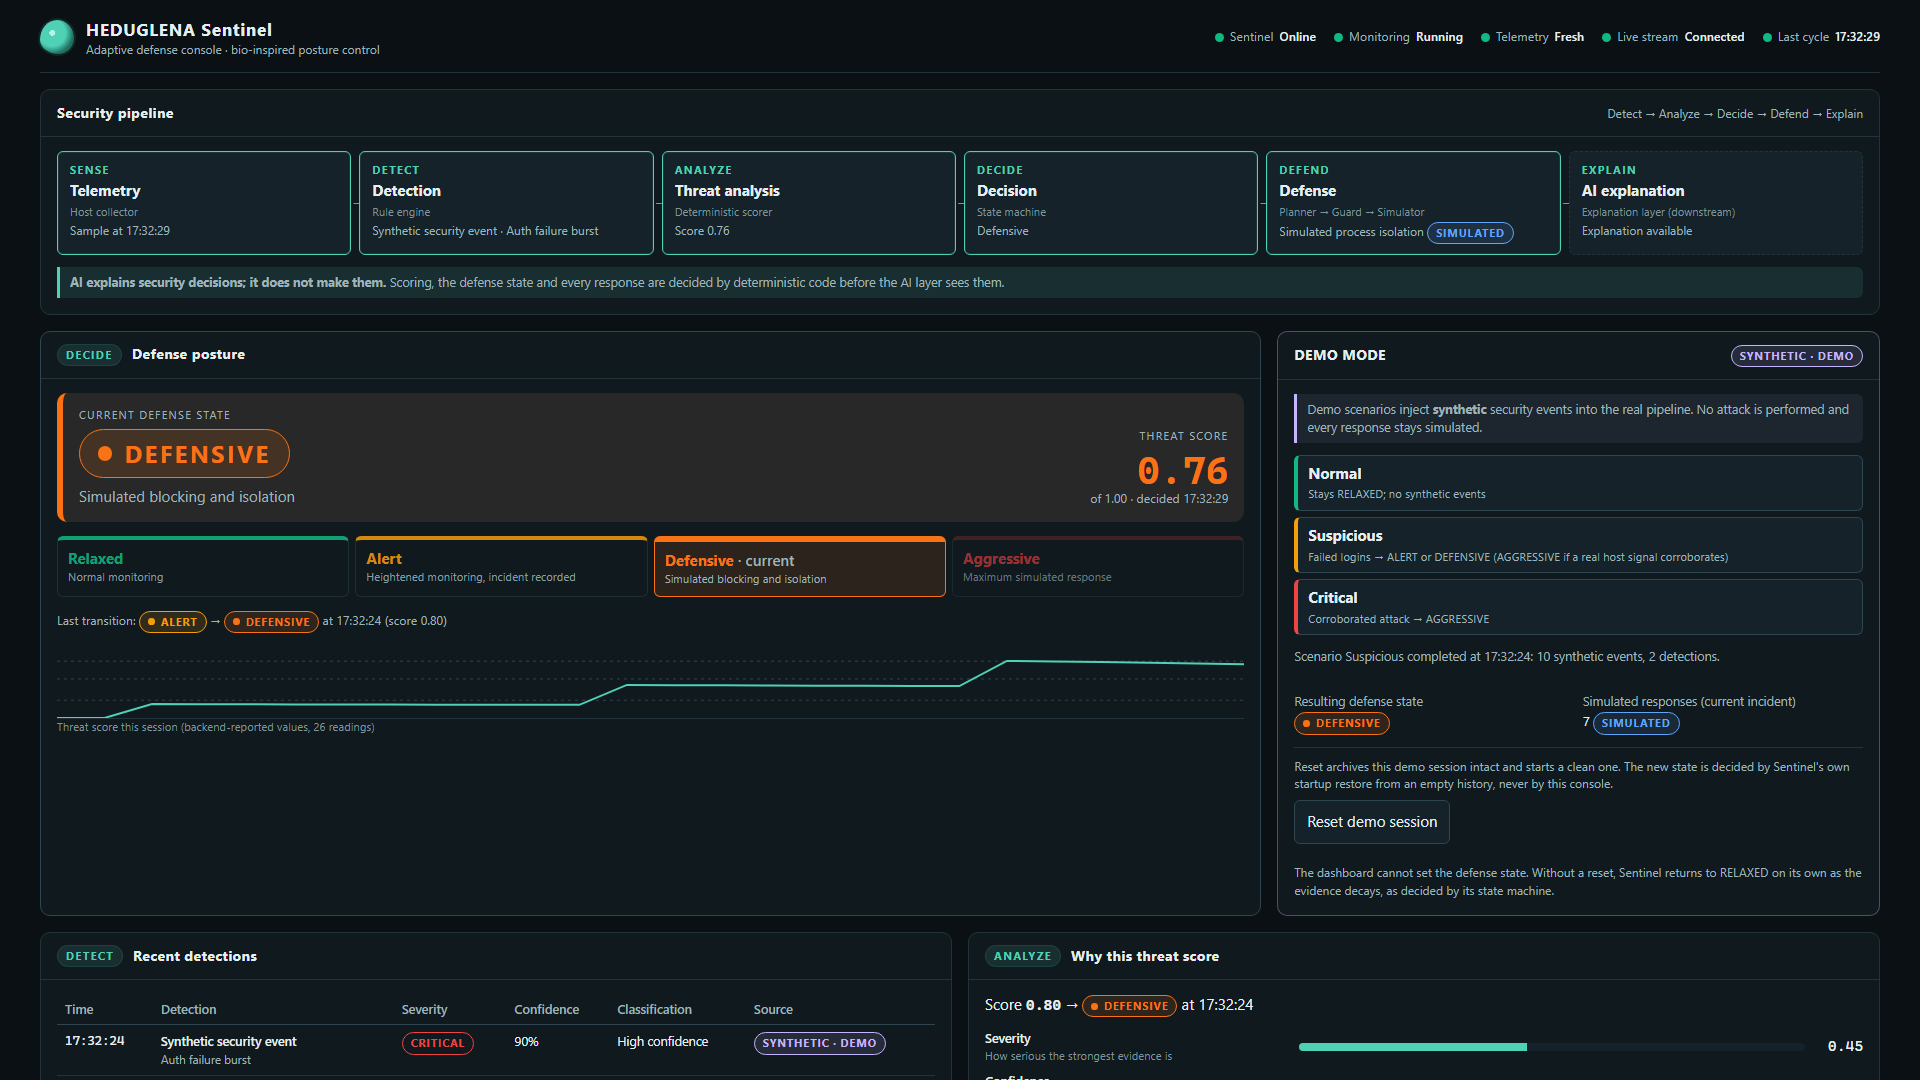 HEDUGLENA Sentinel
Adaptive defense console · bio-inspired posture control
Sentinel Online
Monitoring Running
Telemetry Fresh
Live stream Connected
Last cycle 17:32:29
Security pipeline
Detect → Analyze → Decide → Defend → Explain
SENSE
Telemetry
Host collector
Sample at 17:32:29
DETECT
Detection
Rule engine
Synthetic security event · Auth failure burst
ANALYZE
Threat analysis
Deterministic scorer
Score 0.76
DECIDE
Decision
State machine
Defensive
DEFEND
Defense
Planner → Guard → Simulator
Simulated process isolation SIMULATED
EXPLAIN
AI explanation
Explanation layer (downstream)
Explanation available
AI explains security decisions; it does not make them. Scoring, the defense state and every response are decided by deterministic code before the AI layer sees them.
DECIDE Defense posture
CURRENT DEFENSE STATE
DEFENSIVE
Simulated blocking and isolation
THREAT SCORE
0.76
of 1.00 · decided 17:32:29
Relaxed
Normal monitoring
Alert
Heightened monitoring, incident recorded
Defensive · current
Simulated blocking and isolation
Aggressive
Maximum simulated response
Last transition: ALERT → DEFENSIVE at 17:32:24 (score 0.80)
Threat score this session (backend-reported values, 26 readings)
DEMO MODE
SYNTHETIC · DEMO
Demo scenarios inject synthetic security events into the real pipeline. No attack is performed and
every response stays simulated.
Normal
Stays RELAXED; no synthetic events
Suspicious
Failed logins → ALERT or DEFENSIVE (AGGRESSIVE if a real host signal corroborates)
Critical
Corroborated attack → AGGRESSIVE
Scenario Suspicious completed at 17:32:24: 10 synthetic events, 2 detections.
Resulting defense state
DEFENSIVE
Simulated responses (current incident)
7 SIMULATED
Reset archives this demo session intact and starts a clean one. The new state is decided by Sentinel's own
startup restore from an empty history, never by this console.
Reset demo session
The dashboard cannot set the defense state. Without a reset, Sentinel returns to RELAXED on its own as the
evidence decays, as decided by its state machine.
DETECT Recent detections
Time Detection Severity Confidence Classification Source
17:32:24 Synthetic security event CRITICAL 90% High confidence SYNTHETIC · DEMO
Auth failure burst
ANALYZE Why this threat score
Score 0.80 → DEFENSIVE at 17:32:24
Severity
How serious the strongest evidence is
0.45
Confidence